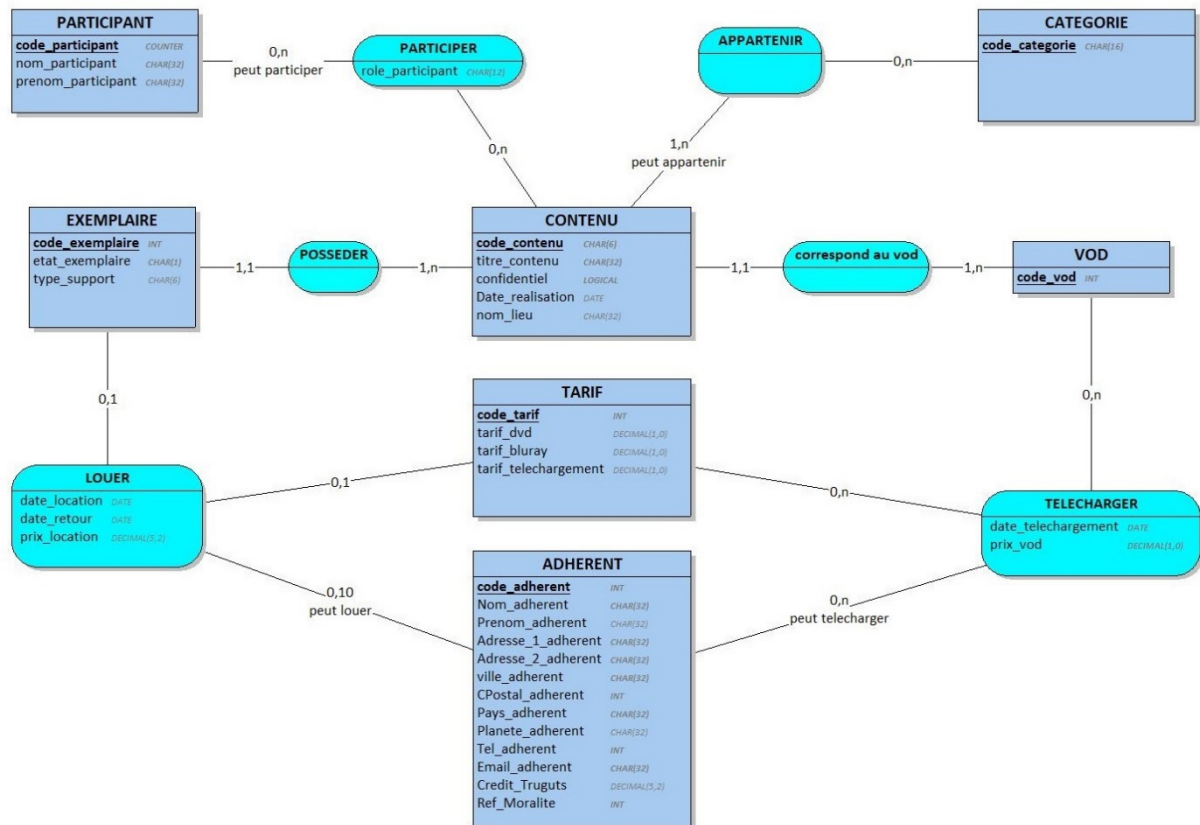 PARTICIPANT
code_participant COUNTER
nom_participant CHAR(32)
prenom_participant CHAR(32)
0,n
peut participer
PARTICIPER
role_participant CHAR(12)
APPARTENIR
0,n
CATEGORIE
code_categorie CHAR(16)
0,n
1,n
peut appartenir
EXEMPLAIRE
code_exemplaire INT
etat_exemplaire CHAR(1)
type_support CHAR(6)
1,1
POSSEDER
1,n
CONTENU
code_contenu CHAR(6)
titre_contenu CHAR(32)
confidentiel LOGICAL
Date_realisation DATE
nom_lieu CHAR(32)
1,1
correspond au vod
1,n
VOD
code_vod INT
0,1
0,n
TARIF
code_tarif INT
tarif_dvd DECIMAL(1,0)
tarif_bluray DECIMAL(1,0)
tarif_telechargement DECIMAL(1,0)
LOUER
date_location DATE
date_retour DATE
prix_location DECIMAL(5,2)
0,1
0,n
TELECHARGER
date_telechargement DATE
prix_vod DECIMAL(1,0)
0,10
peut louer
ADHERENT
code_adherent INT
Nom_adherent CHAR(32)
Prenom_adherent CHAR(32)
Adresse_1_adherent CHAR(32)
Adresse_2_adherent CHAR(32)
ville_adherent CHAR(32)
CPostal_adherent INT
Pays_adherent CHAR(32)
Planete_adherent CHAR(32)
Tel_adherent INT
Email_adherent CHAR(32)
Credit_Truguts DECIMAL(5,2)
Ref_Moralite INT
0,n
peut telecharger